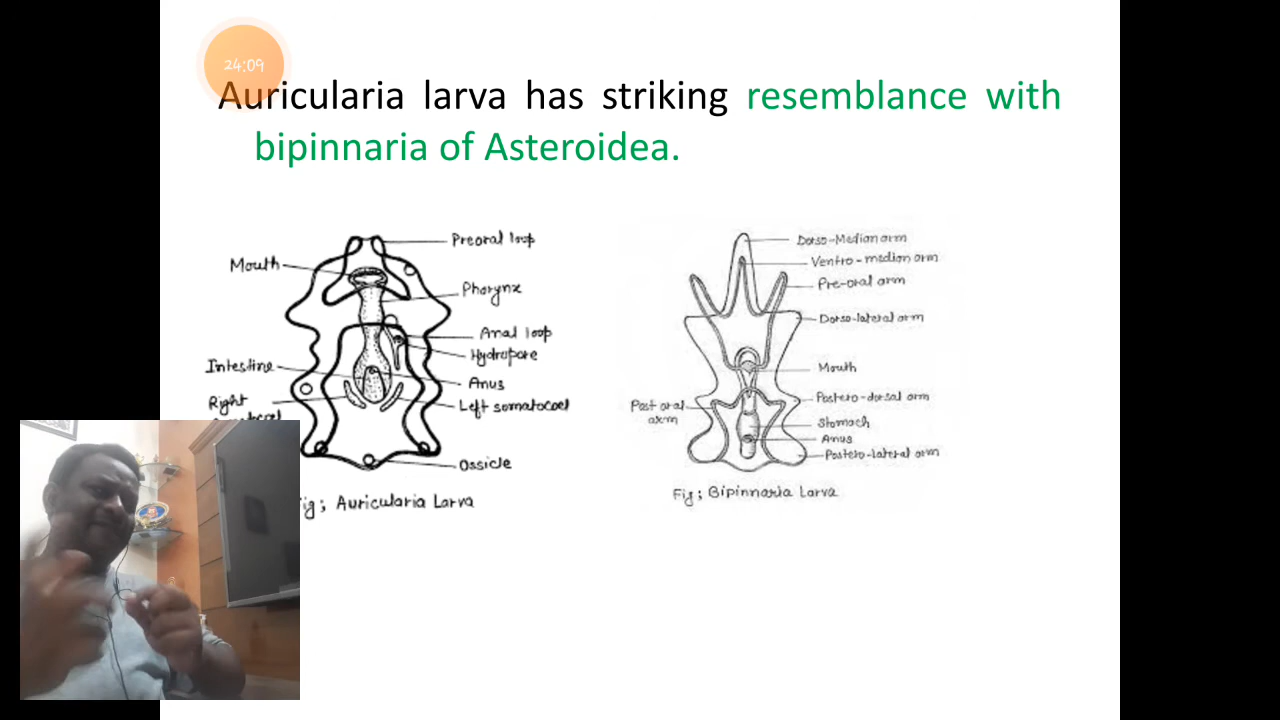 24:09
Auricularia larva has striking resemblance with
bipinnaria of Asteroidea.
Preoral loop
Mouth
Pharynx
Anal loop
Hydropore
Intestine
Anus
Right
Left somatocoel
Ossicle
Fig; Auricularia Larva
Dorso-Median arm
Ventro-median arm
Pre-oral arm
Dorso-lateral arm
Mouth
Post oral
arm
Postero-dorsal arm
Stomach
Anus
Postero-lateral arm
Fig; Bipinnaria Larva